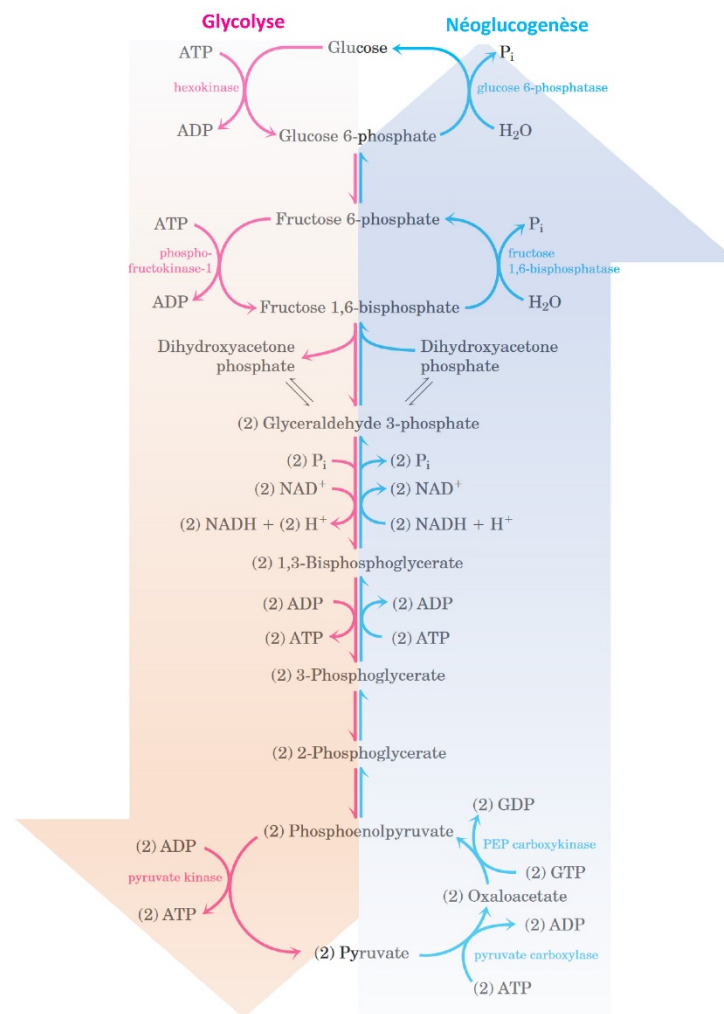 Glycolyse
Néoglucogenèse
ATP
Glucose
Pi
hexokinase
glucose 6-phosphatase
ADP
Glucose 6-phosphate
H2O
ATP
Fructose 6-phosphate
Pi
phospho-
fructokinase-1
fructose
1,6-bisphosphatase
ADP
Fructose 1,6-bisphosphate
H2O
Dihydroxyacetone
phosphate
Dihydroxyacetone
phosphate
(2) Glyceraldehyde 3-phosphate
(2) Pi
(2) Pi
(2) NAD+
(2) NAD+
(2) NADH + (2) H+
(2) NADH + H+
(2) 1,3-Bisphosphoglycerate
(2) ADP
(2) ADP
(2) ATP
(2) ATP
(2) 3-Phosphoglycerate
(2) 2-Phosphoglycerate
(2) GDP
(2) Phosphoenolpyruvate
(2) ADP
PEP carboxykinase
pyruvate kinase
(2) GTP
(2) Oxaloacetate
(2) ATP
(2) ADP
(2) Pyruvate
pyruvate carboxylase
(2) ATP